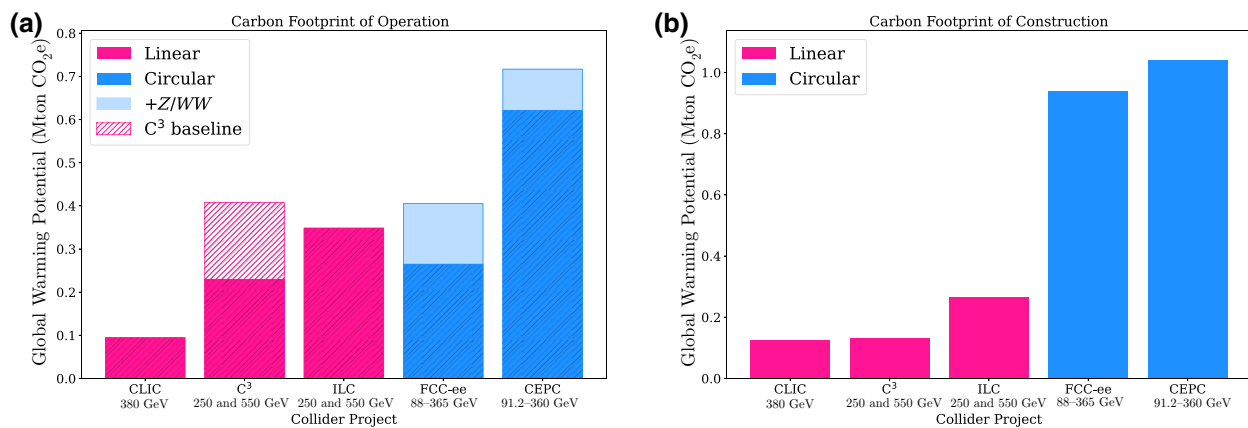 (a)
Carbon Footprint of Operation
Global Warming Potential (Mton CO₂e)
0.8
0.7
0.6
0.5
0.4
0.3
0.2
0.1
0.0
Linear
Circular
+Z/WW
C³ baseline
CLIC
380 GeV
C³
250 and 550 GeV
ILC
250 and 550 GeV
FCC-ee
88–365 GeV
CEPC
91.2–360 GeV
Collider Project
(b)
Carbon Footprint of Construction
Global Warming Potential (Mton CO₂e)
1.0
0.8
0.6
0.4
0.2
0.0
Linear
Circular
CLIC
380 GeV
C³
250 and 550 GeV
ILC
250 and 550 GeV
FCC-ee
88–365 GeV
CEPC
91.2–360 GeV
Collider Project